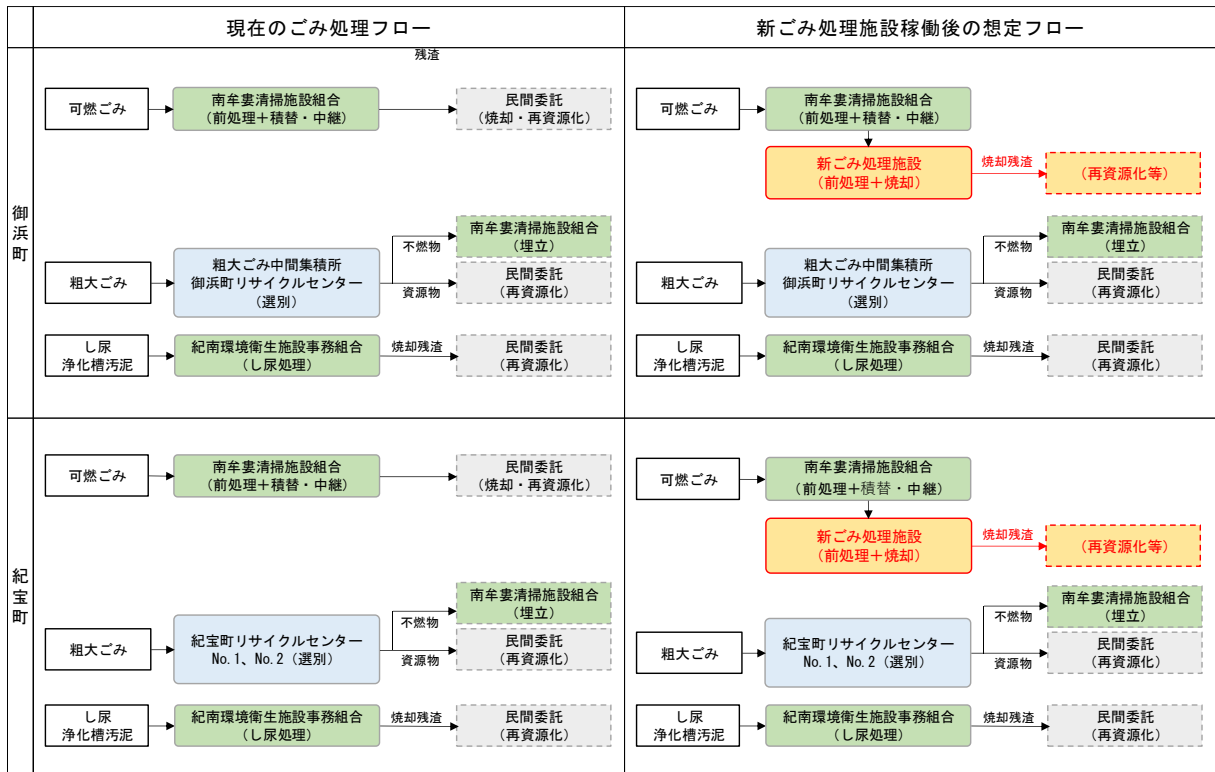 現在のごみ処理フロー
新ごみ処理施設稼働後の想定フロー
御浜町
残渣
可燃ごみ
南牟婁清掃施設組合
(前処理+積替・中継)
民間委託
(焼却・再資源化)
粗大ごみ
粗大ごみ中間集積所
御浜町リサイクルセンター
(選別)
不燃物
南牟婁清掃施設組合
(埋立)
資源物
民間委託
(再資源化)
し尿
浄化槽汚泥
紀南環境衛生施設事務組合
(し尿処理)
焼却残渣
民間委託
(再資源化)
可燃ごみ
南牟婁清掃施設組合
(前処理+積替・中継)
新ごみ処理施設
(前処理+焼却)
焼却残渣
(再資源化等)
粗大ごみ
粗大ごみ中間集積所
御浜町リサイクルセンター
(選別)
不燃物
南牟婁清掃施設組合
(埋立)
資源物
民間委託
(再資源化)
し尿
浄化槽汚泥
紀南環境衛生施設事務組合
(し尿処理)
焼却残渣
民間委託
(再資源化)
紀宝町
可燃ごみ
南牟婁清掃施設組合
(前処理+積替・中継)
民間委託
(焼却・再資源化)
粗大ごみ
紀宝町リサイクルセンター
No.1、No.2(選別)
不燃物
南牟婁清掃施設組合
(埋立)
資源物
民間委託
(再資源化)
し尿
浄化槽汚泥
紀南環境衛生施設事務組合
(し尿処理)
焼却残渣
民間委託
(再資源化)
可燃ごみ
南牟婁清掃施設組合
(前処理+積替・中継)
新ごみ処理施設
(前処理+焼却)
焼却残渣
(再資源化等)
粗大ごみ
紀宝町リサイクルセンター
No.1、No.2(選別)
不燃物
南牟婁清掃施設組合
(埋立)
資源物
民間委託
(再資源化)
し尿
浄化槽汚泥
紀南環境衛生施設事務組合
(し尿処理)
焼却残渣
民間委託
(再資源化)